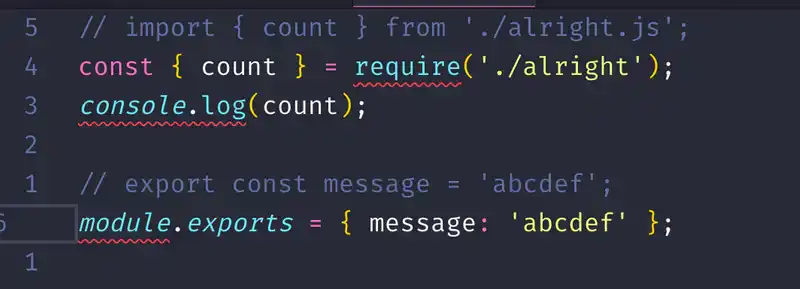 5 // import { count } from './alright.js';
4 const { count } = require('./alright');
3 console.log(count);
2
1 // export const message = 'abcdef';
6 module.exports = { message: 'abcdef' };
1